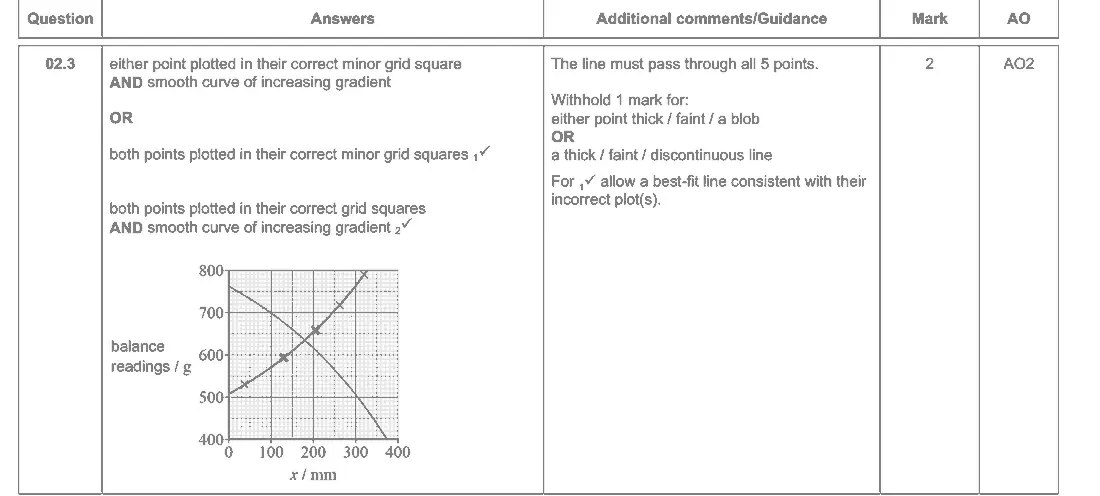 Question Answers Additional comments/Guidance Mark AO
02.3 either point plotted in their correct minor grid square
AND smooth curve of increasing gradient
OR
both points plotted in their correct minor grid squares 1✓
both points plotted in their correct grid squares
AND smooth curve of increasing gradient 2✓
The line must pass through all 5 points.
Withhold 1 mark for:
either point thick / faint / a blob
OR
a thick / faint / discontinuous line
For 1✓ allow a best-fit line consistent with their
incorrect plot(s).
2
AO2
800
700
balance
readings / g
600
500
400
0 100 200 300 400
x / mm